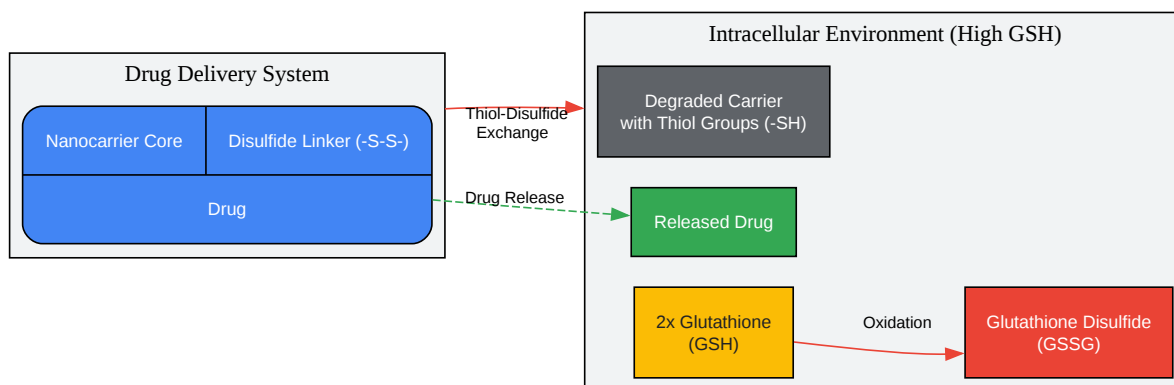 Drug Delivery System
Nanocarrier Core
Disulfide Linker (-S-S-)
Drug
Thiol-Disulfide
Exchange
Drug Release
Intracellular Environment (High GSH)
Degraded Carrier
with Thiol Groups (-SH)
Released Drug
2x Glutathione
(GSH)
Oxidation
Glutathione Disulfide
(GSSG)